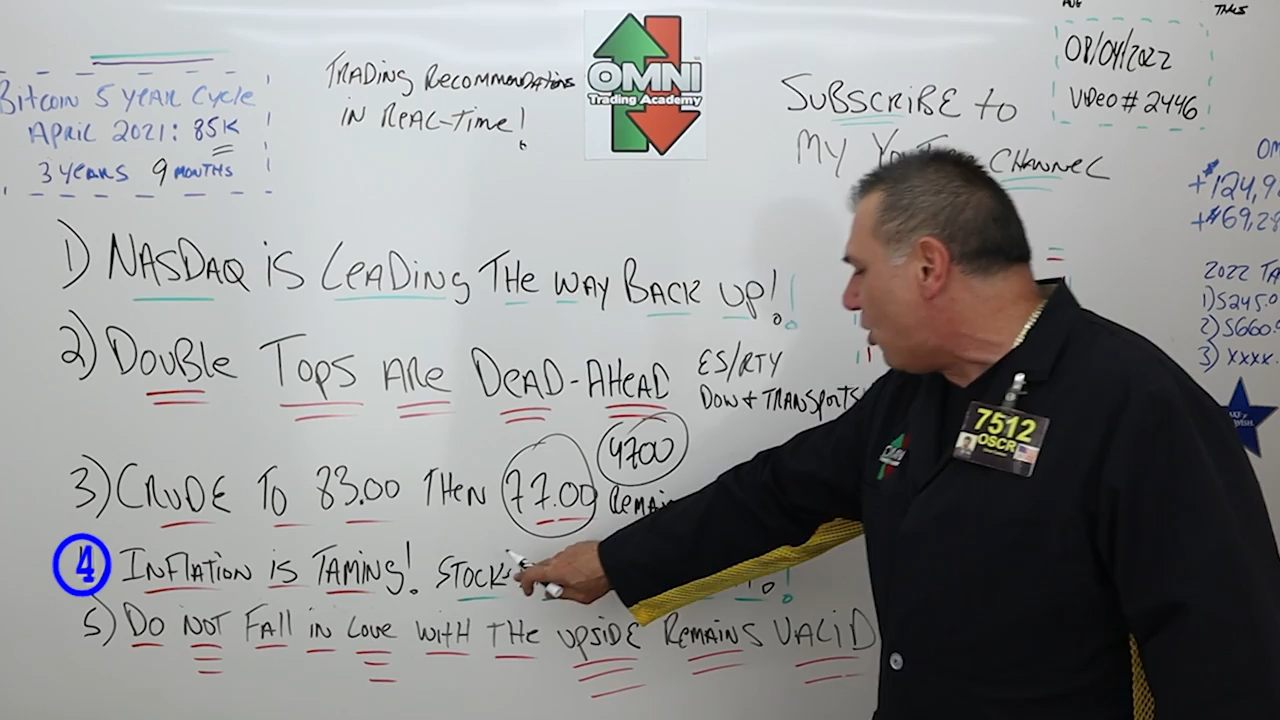 Bitcoin 5 YEAR CYCLE
APRIL 2021: 85K
3 YEARS 9 MONTHS
TRADING RECOMMENDATIONS
IN REAL-TIME!
OMNI
Trading Academy
SUBSCRIBE to
MY CHANNEL
AUG
THURS
08/04/2022
VIDEO # 2446
1) NASDAQ is LEADING THE WAY BACK UP!!
2) DOUBLE TOPS ARE DEAD-AHEAD
ES/RTY
DOW + TRANSPORTS
4700
3) CRUDE TO 83.00 THEN 77.00
4 INFLATION is TAMING! STOCK
5) DO NOT FALL IN LOVE WITH THE UPSIDE REMAINS VALID
2022
1)
2)
3) XXXX
7512
OSCR
OMNI